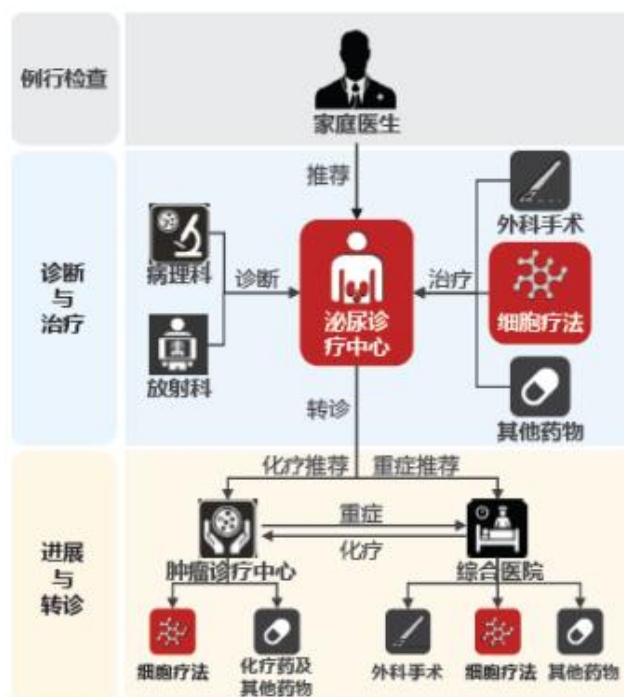 例行检查
家庭医生
推荐
诊断
与
治疗
病理科
放射科
诊断
泌尿诊
疗中心
治疗
外科手术
细胞疗法
其他药物
转诊
进展
与
转诊
化疗推荐
重症推荐
肿瘤诊疗中心
重症
化疗
综合医院
细胞疗法
化疗药及
其他药物
外科手术
细胞疗法
其他药物